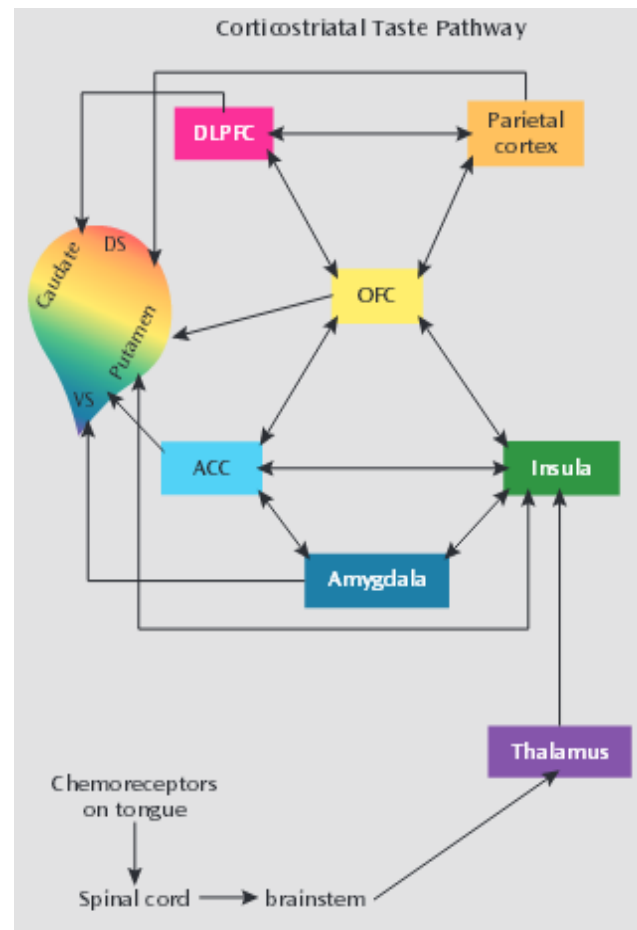 Corticostriatal Taste Pathway
DLPFC
Parietal
cortex
DS
Caudate
OFC
Putamen
VS
ACC
Insula
Amygdala
Thalamus
Chemoreceptors
on tongue
Spinal cord
brainstem